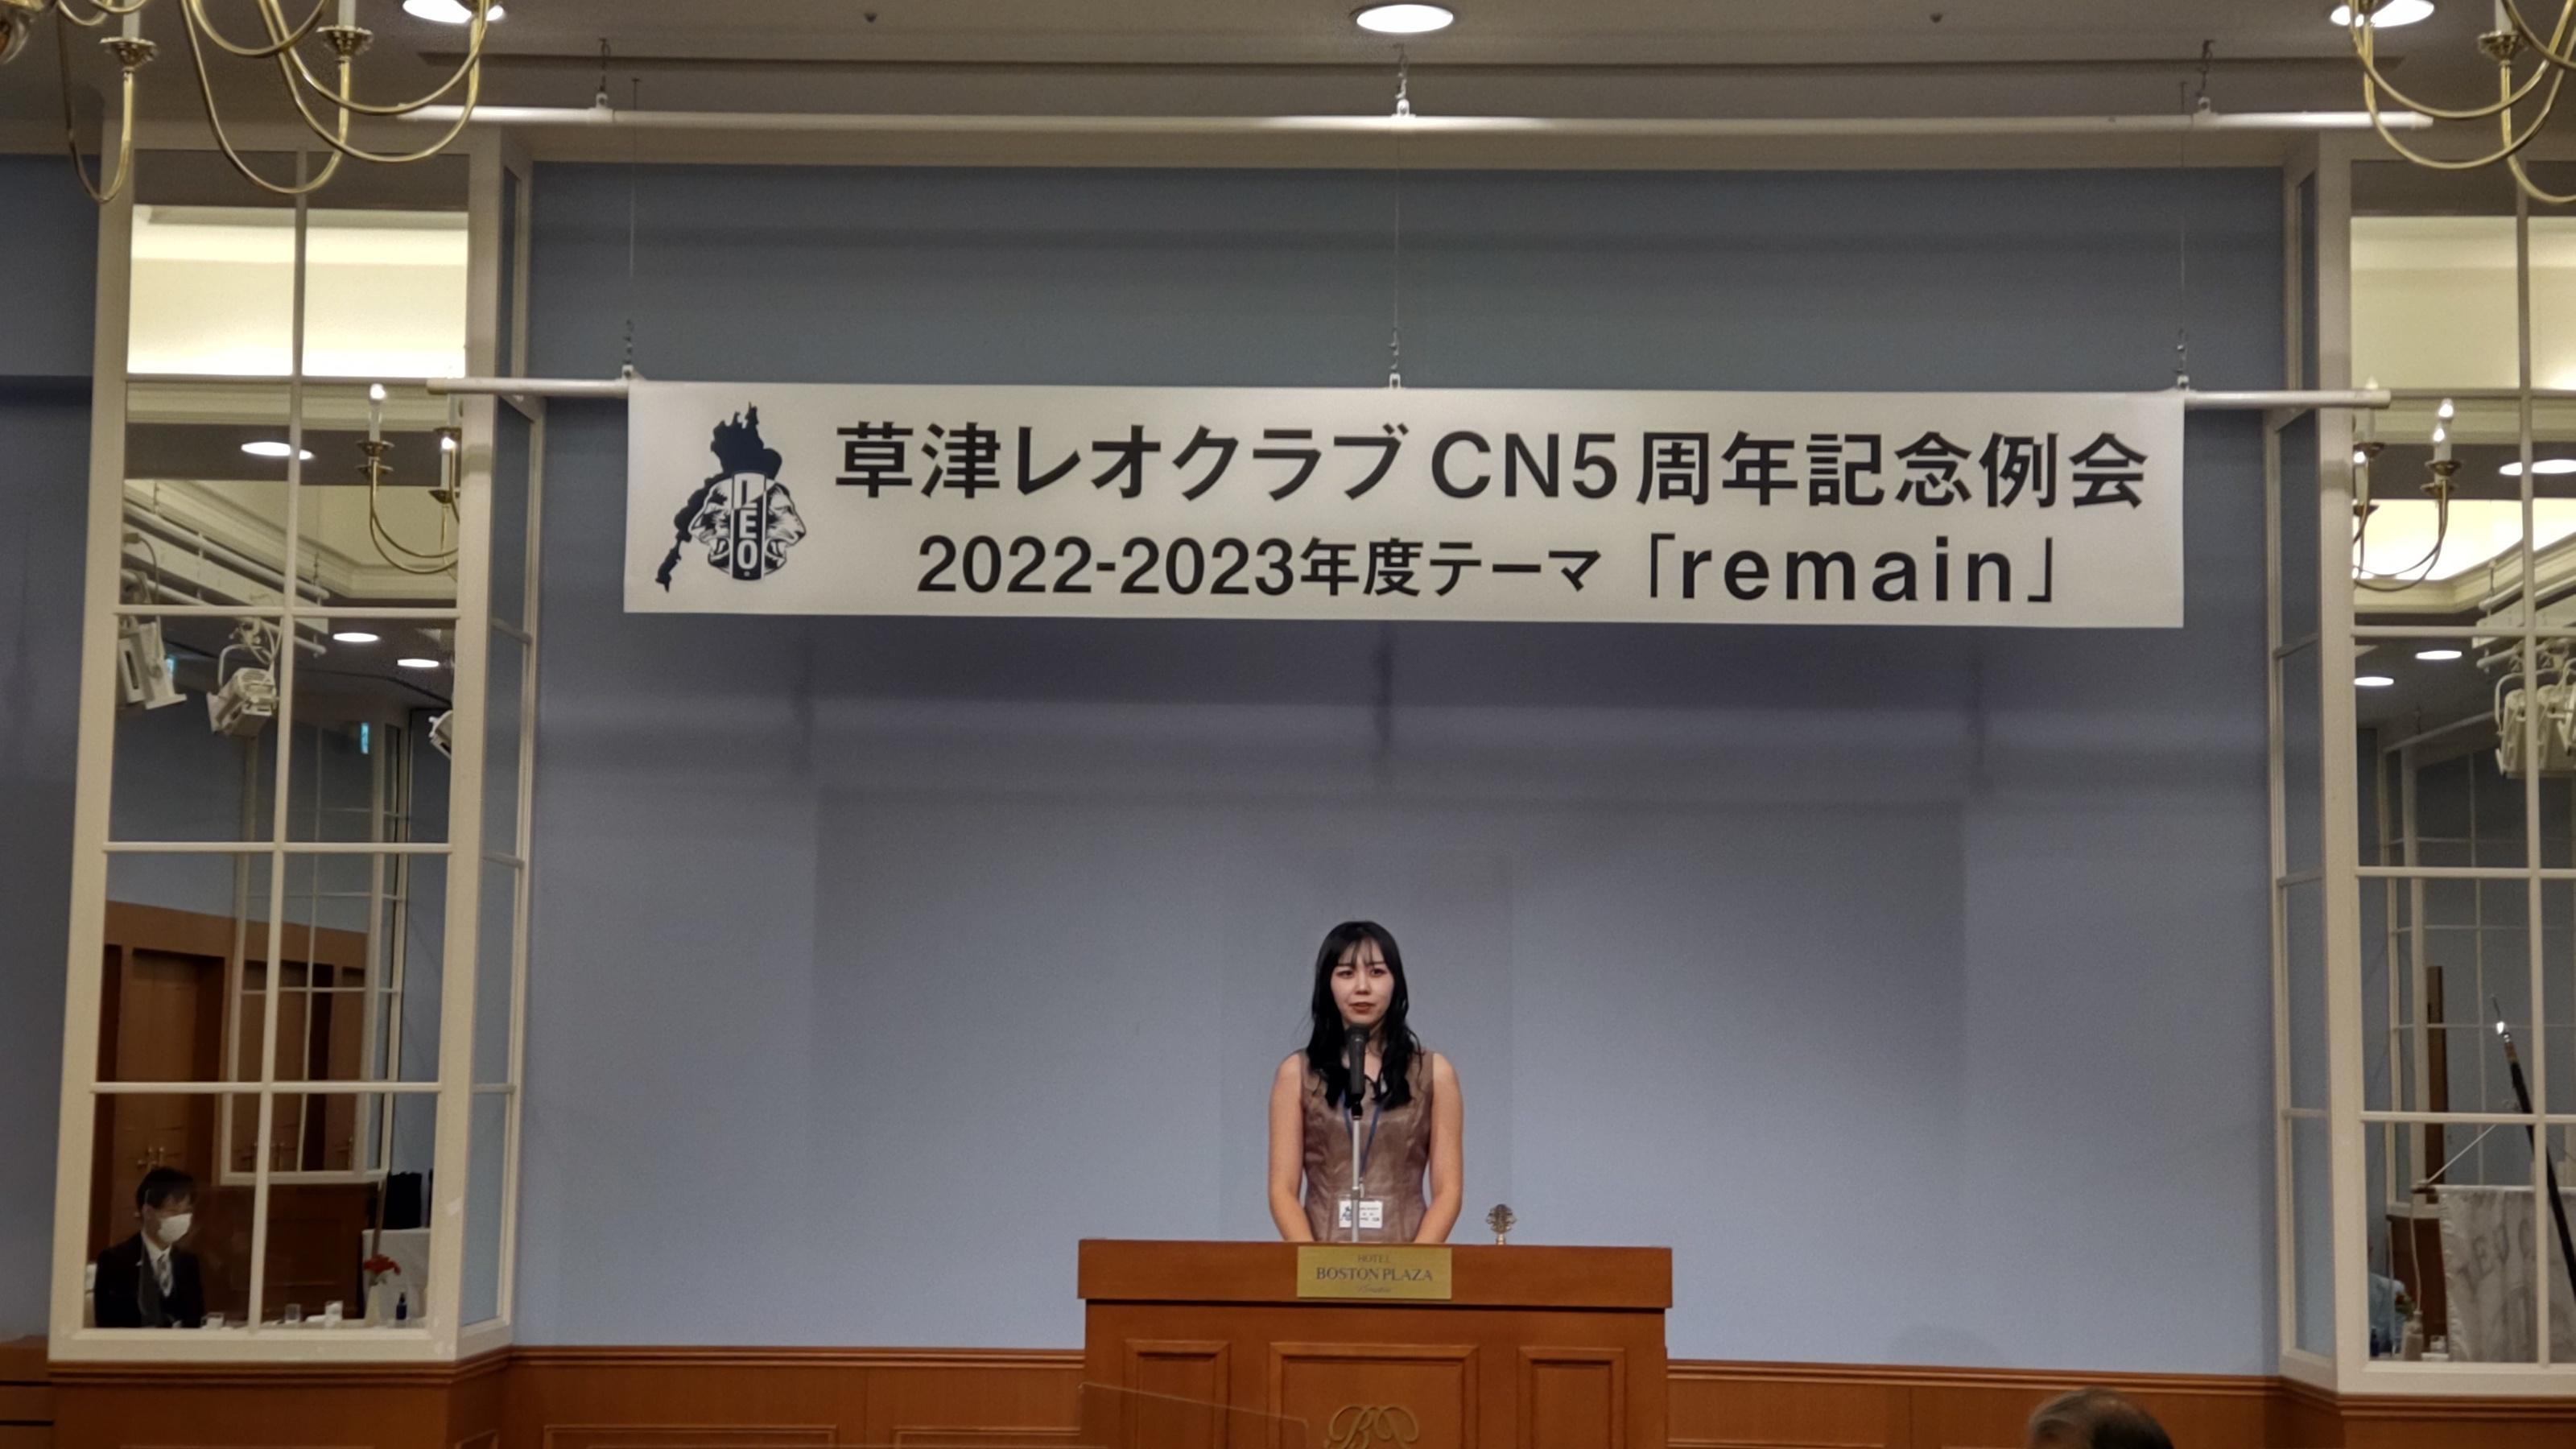 草津レオクラブCN5周年記念例会
LEO
2022-2023年度テーマ「remain」
HOTEL
BOSTON PLAZA